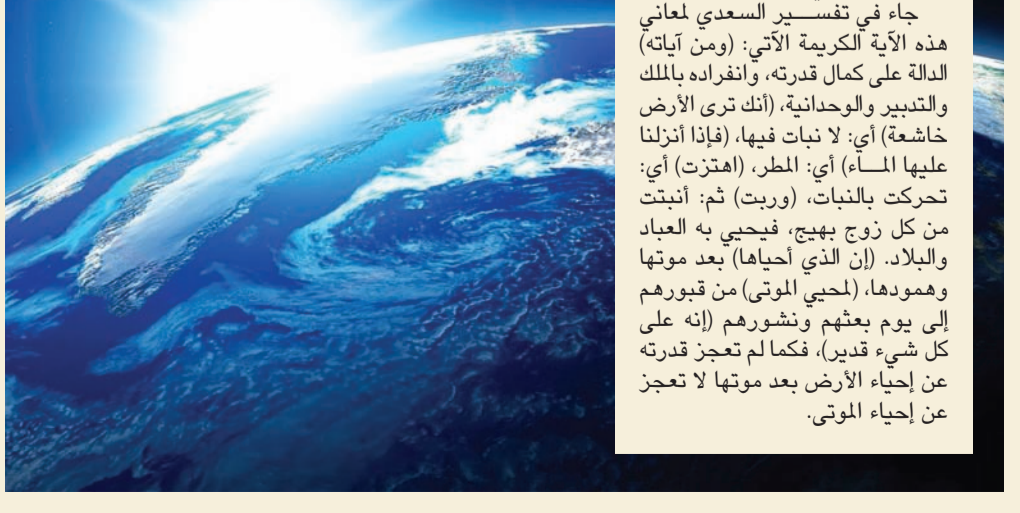 جاء في تفسير السعدي لمعاني
هذه الآية الكريمة الآتي: (ومن آياته)
الدالة على كمال قدرته، وانفراده بالملك
والتدبير والوحدانية، (أنك ترى الأرض
خاشعة) أي: لا نبات فيها، (فإذا أنزلنا
عليها المـاء) أي: المطر، (اهتزت) أي:
تحركت بالنبات، (وربت) ثم: أنبتت
من كل زوج بهيج، فيحيي به العباد
والبلاد. (إن الذي أحياها) بعد موتها
وهمودها، (لمحيي الموتى) من قبورهم
إلى يوم بعثهم ونشورهم (إنه على
كل شيء قدير)، فكما لم تعجز قدرته
عن إحياء الأرض بعد موتها لا تعجز
عن إحياء الموتى.